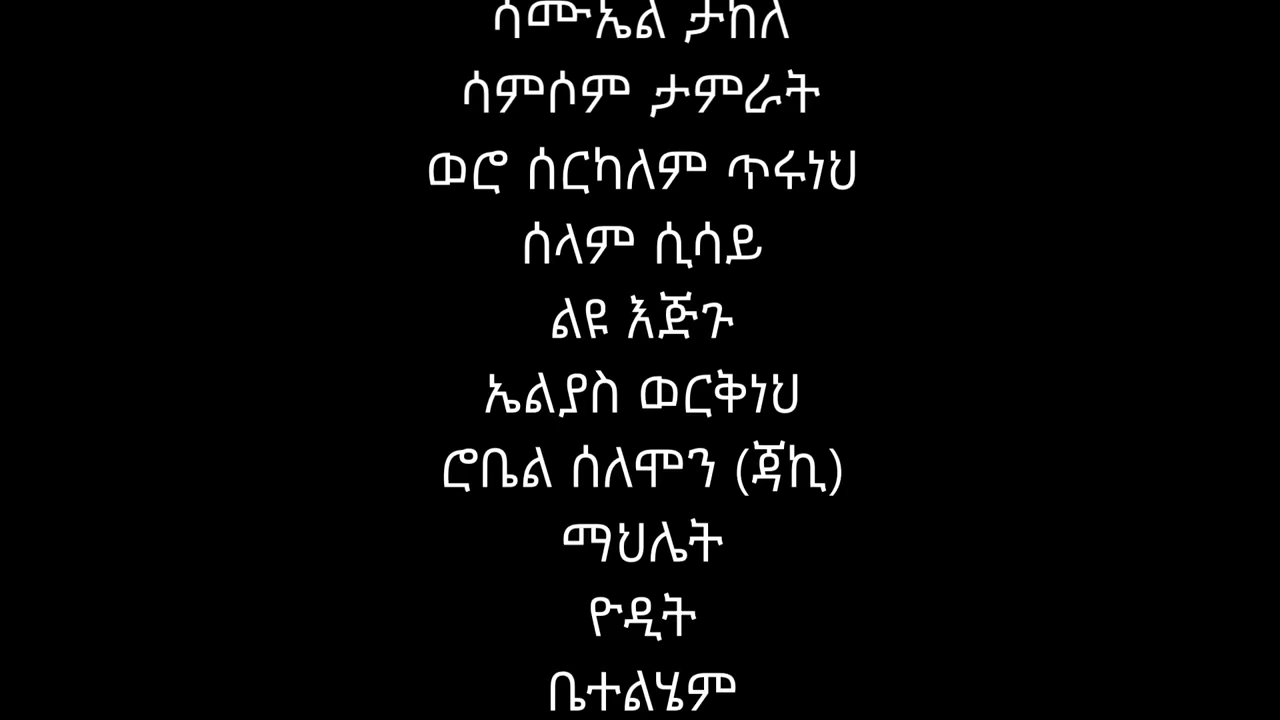 ሳሙኤል ታከለ
ሳምሶም ታምራት
ወሮ ሰርካለም ጥሩነህ
ሰላም ሲሳይ
ልዩ እጅጉ
ኤልያስ ወርቅነህ
ሮቤል ሰለሞን (ጃኪ)
ማህሌት
ዮዲት
ቤተልሄም